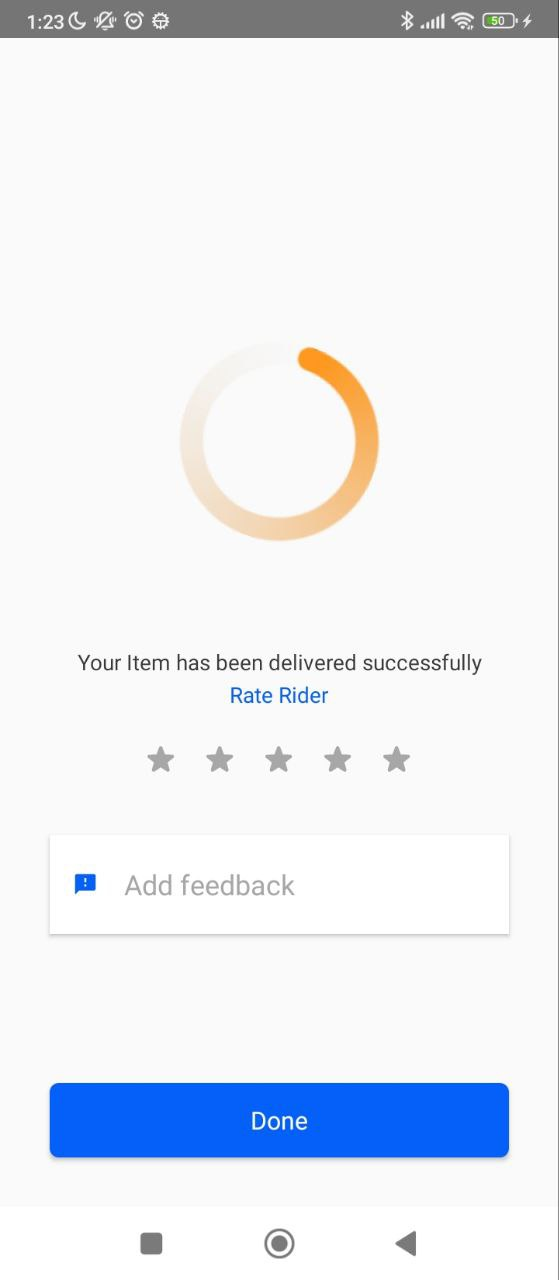 1:23
50
Your Item has been delivered successfully
Rate Rider
Add feedback
Done